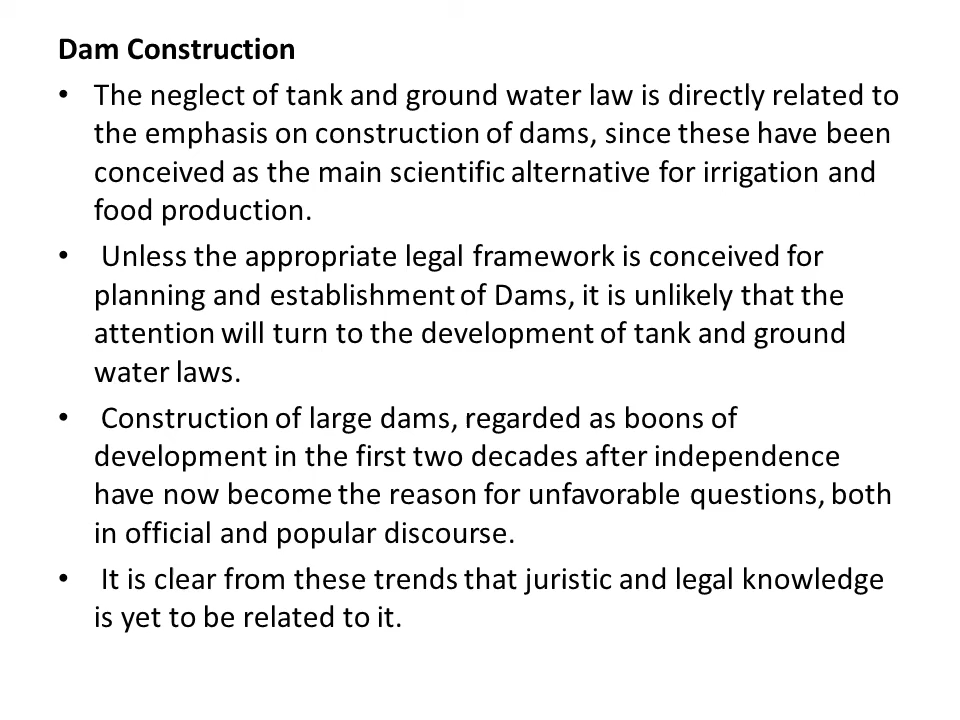 Dam Construction
• The neglect of tank and ground water law is directly related to
the emphasis on construction of dams, since these have been
conceived as the main scientific alternative for irrigation and
food production.
• Unless the appropriate legal framework is conceived for
planning and establishment of Dams, it is unlikely that the
attention will turn to the development of tank and ground
water laws.
• Construction of large dams, regarded as boons of
development in the first two decades after independence
have now become the reason for unfavorable questions, both
in official and popular discourse.
• It is clear from these trends that juristic and legal knowledge
is yet to be related to it.